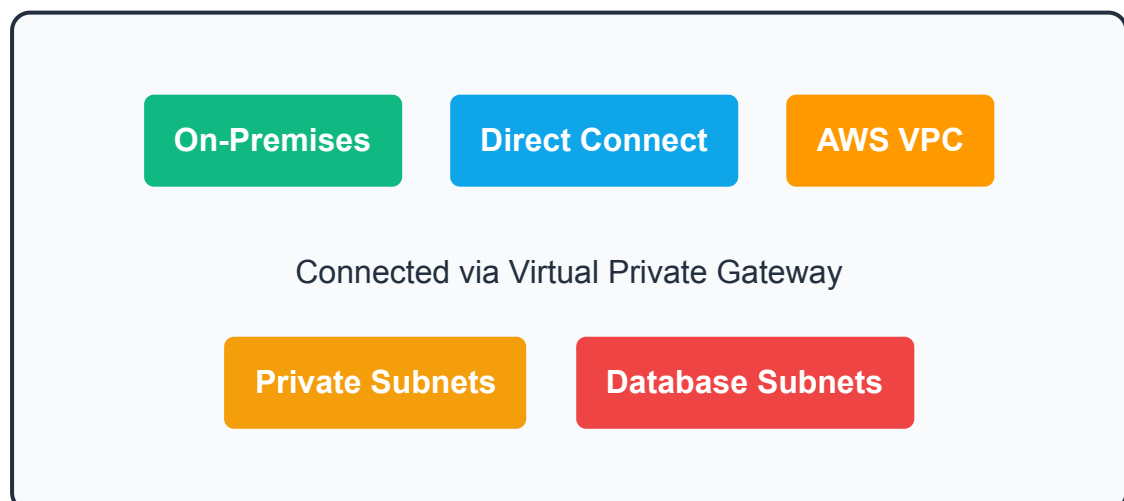 On-Premises Direct Connect AWS VPC
Connected via Virtual Private Gateway
Private Subnets Database Subnets